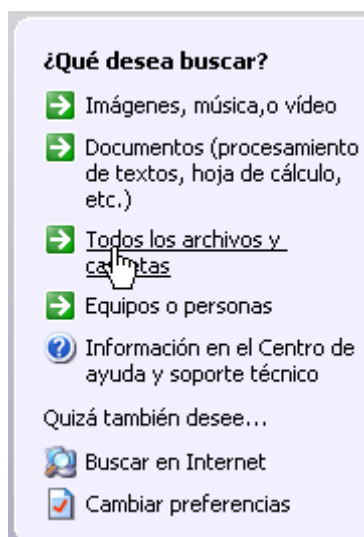 ¿Qué desea buscar?
Imágenes, música,o vídeo
Documentos (procesamiento
de textos, hoja de cálculo,
etc.)
Todos los archivos y
carpetas
Equipos o personas
Información en el Centro de
ayuda y soporte técnico
Quizá también desee...
Buscar en Internet
Cambiar preferencias